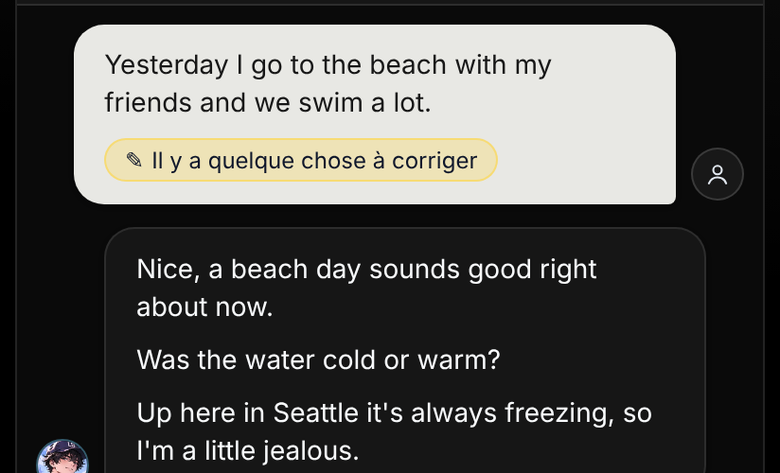 Yesterday I go to the beach with my
friends and we swim a lot.
✎ Il y a quelque chose à corriger
Nice, a beach day sounds good right
about now.
Was the water cold or warm?
Up here in Seattle it's always freezing, so
I'm a little jealous.